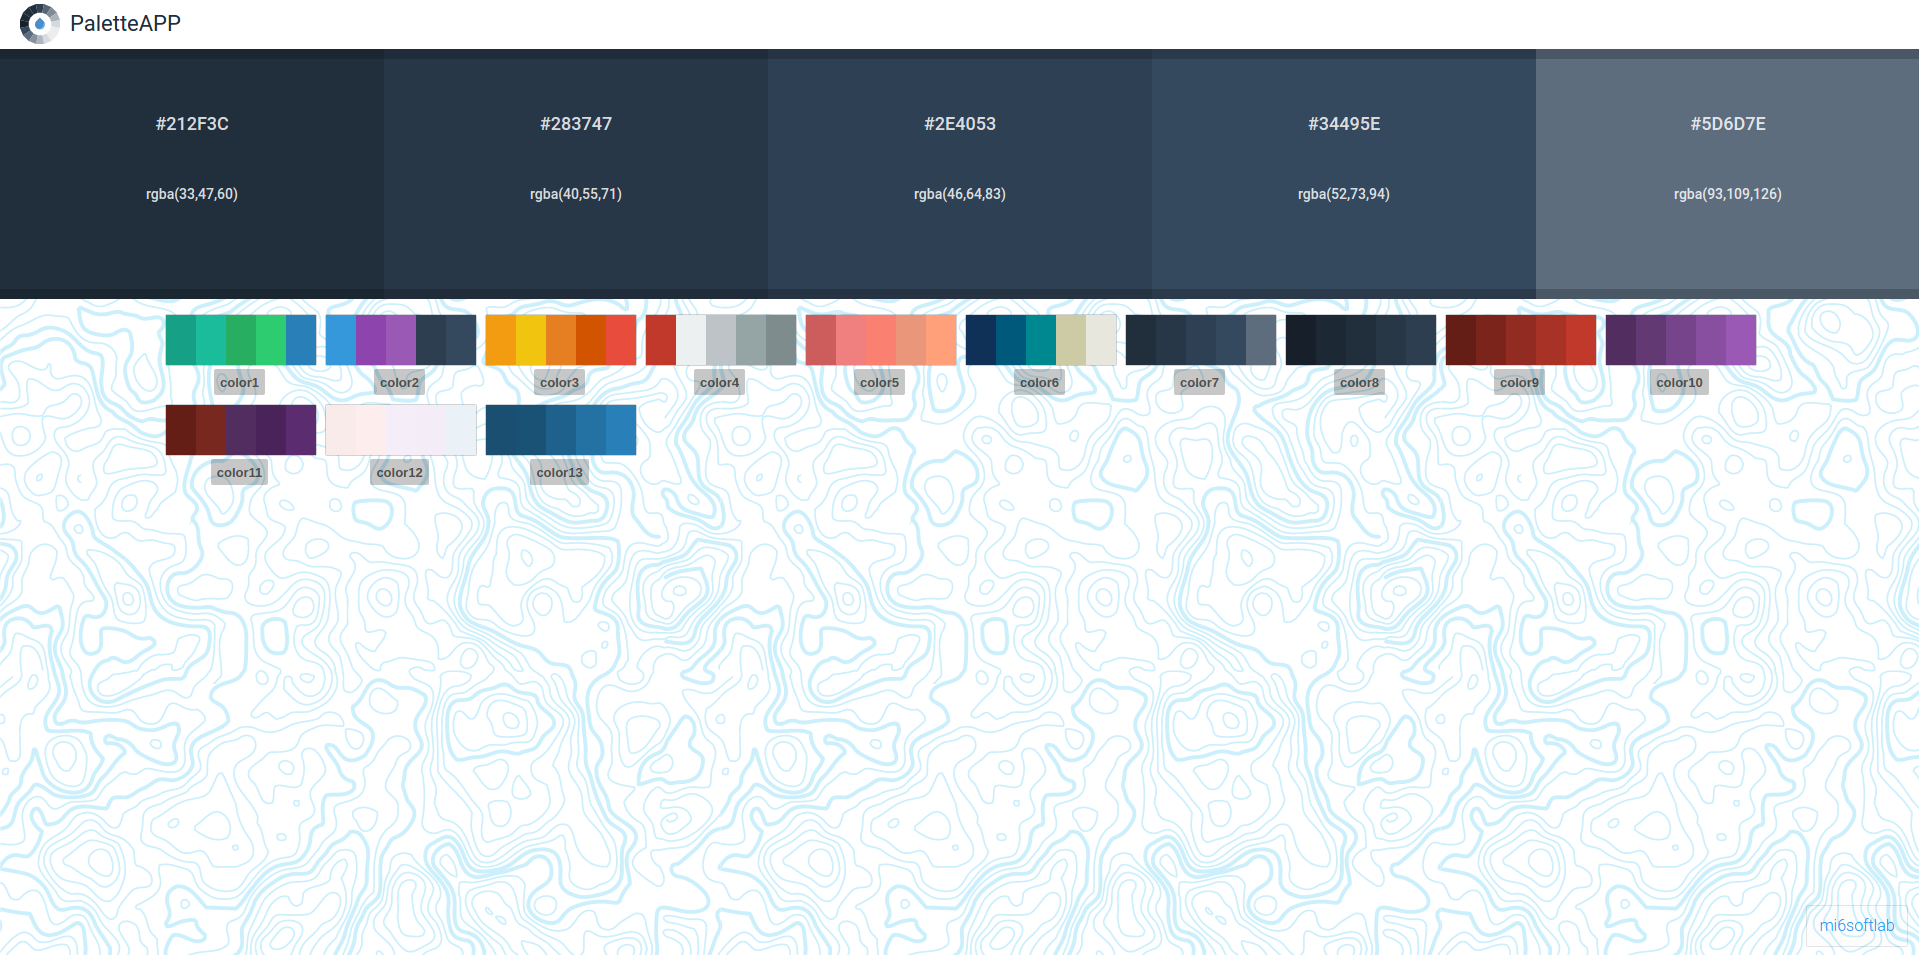 PaletteAPP
#212F3C
#283747
#2E4053
#34495E
#5D6D7E
rgba(33,47,60)
rgba(40,55,71)
rgba(46,64,83)
rgba(52,73,94)
rgba(93,109,126)
color1
color2
color3
color4
color5
color6
color7
color8
color9
color10
color11
color12
color13
mi6softlab